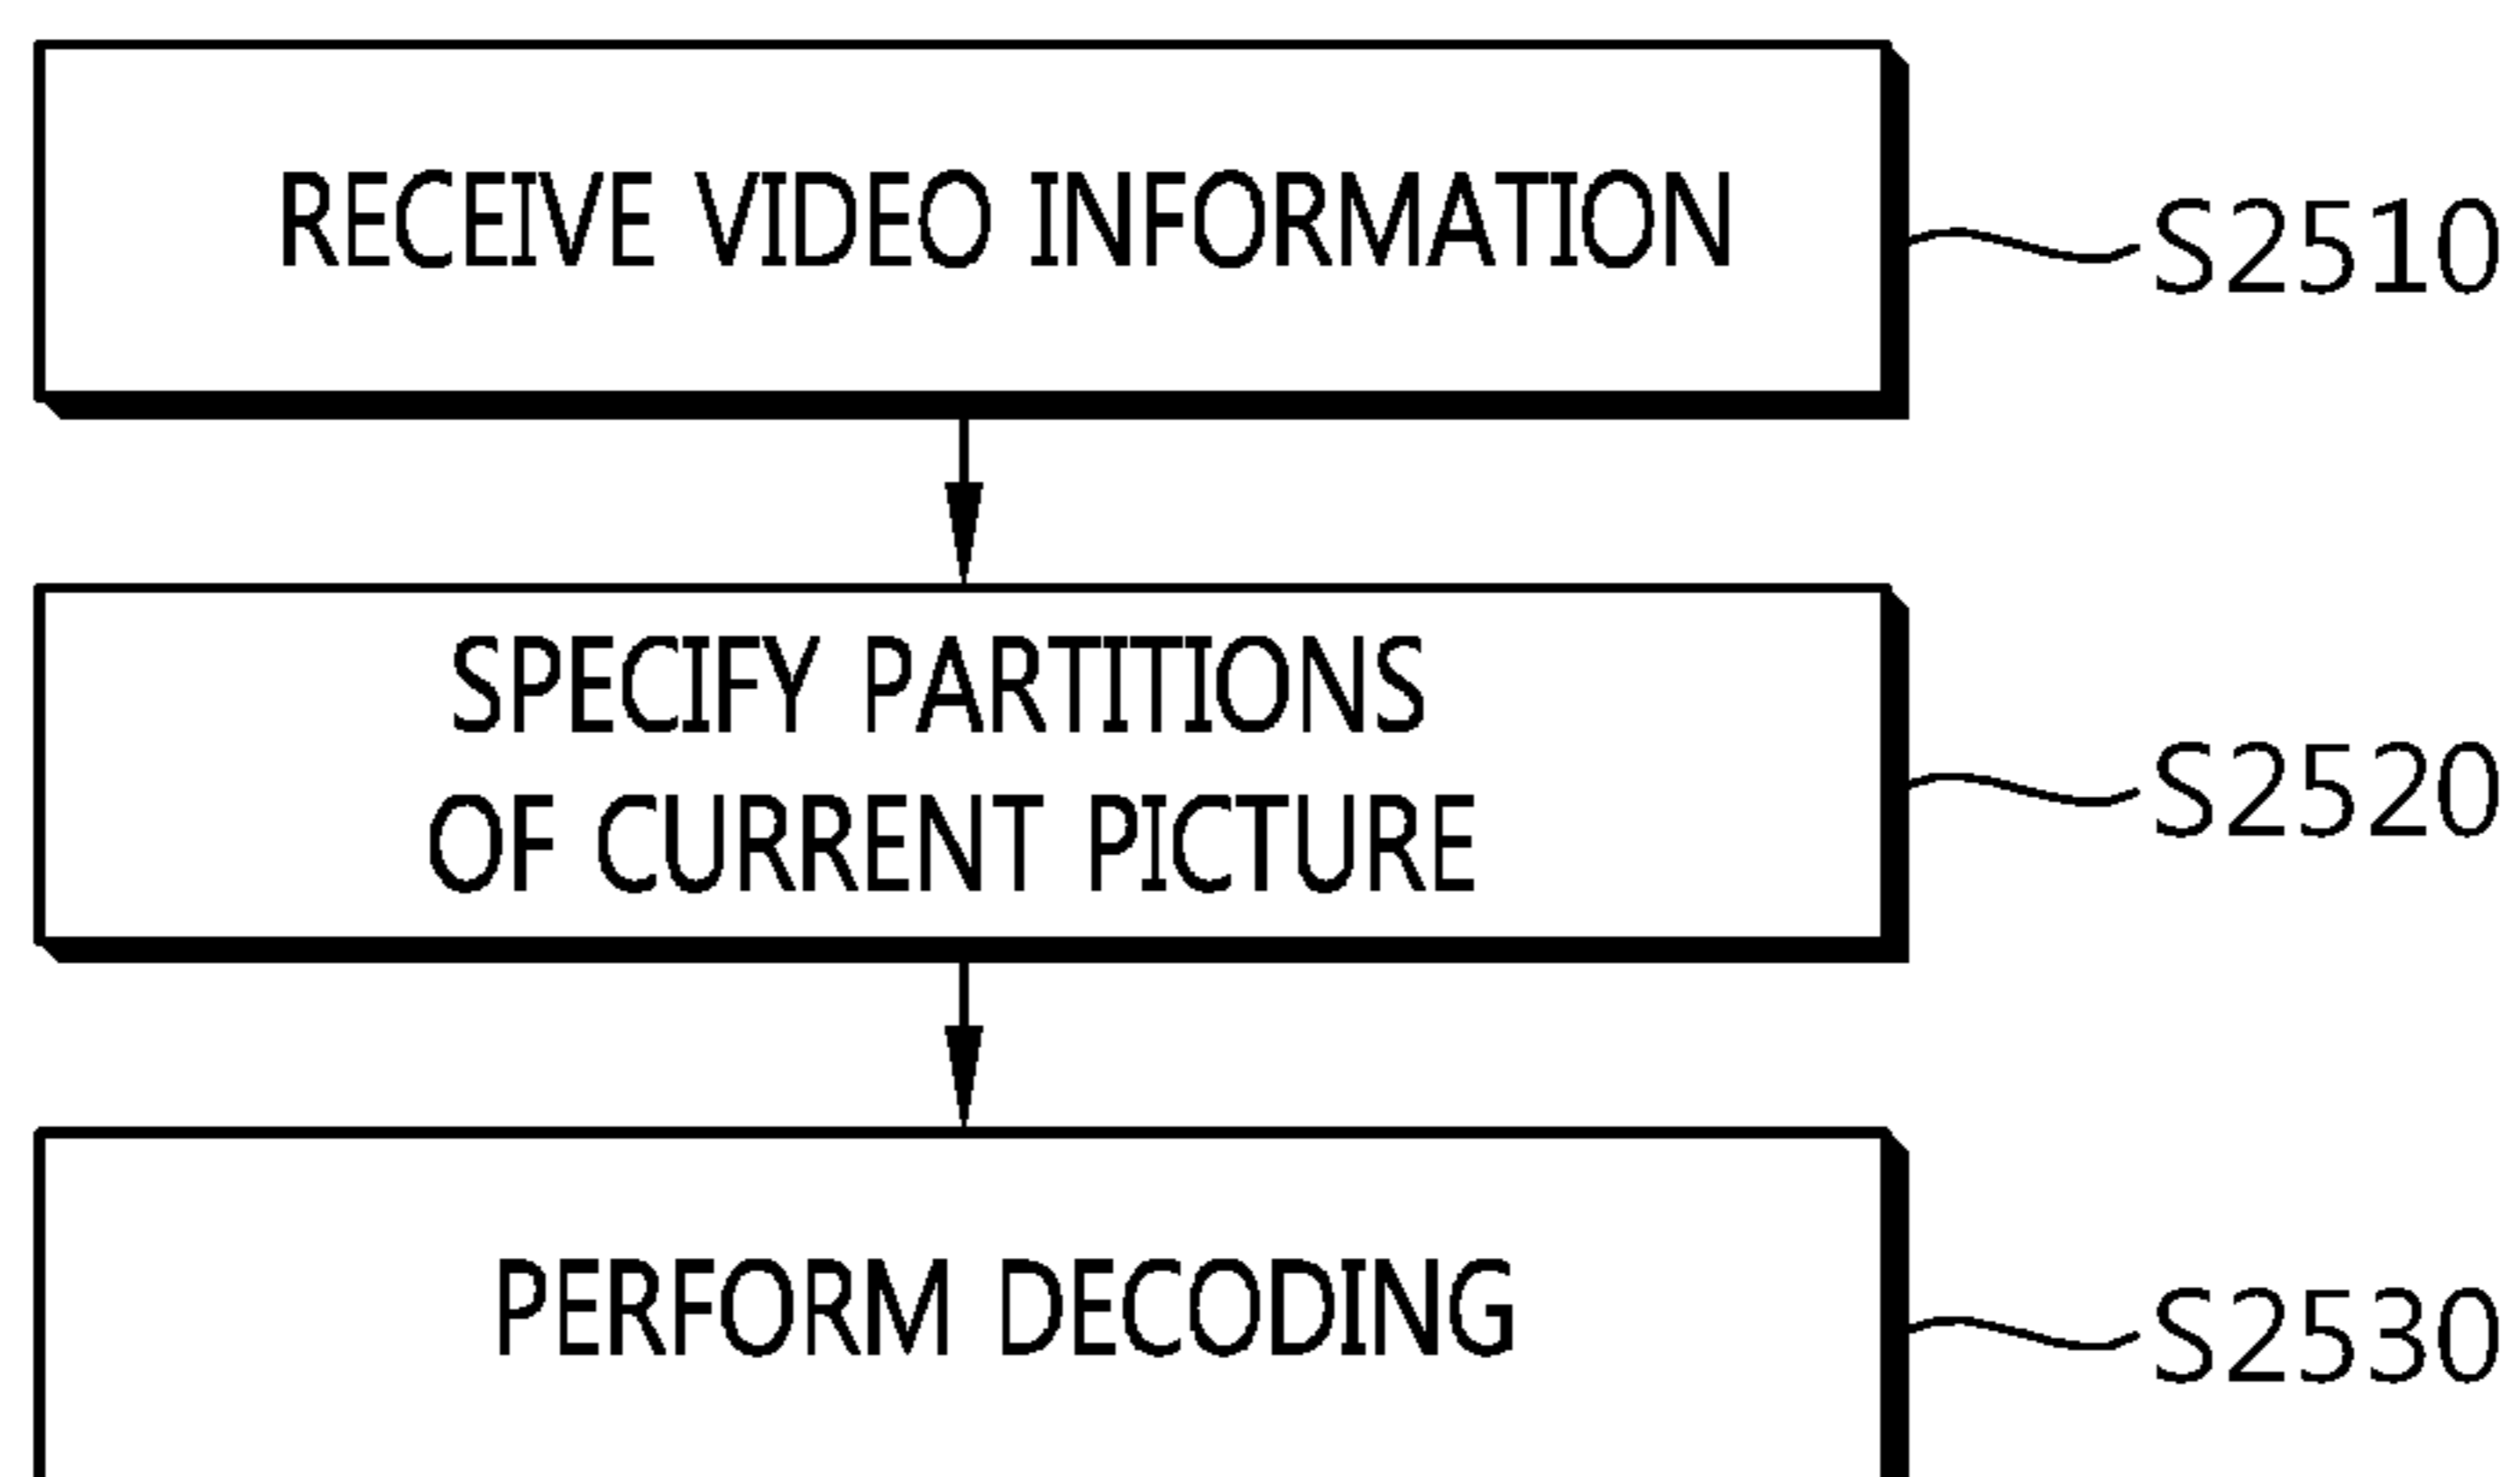 RECEIVE VIDEO INFORMATION
S2510
SPECIFY PARTITIONS
OF CURRENT PICTURE
S2520
PERFORM DECODING
S2530